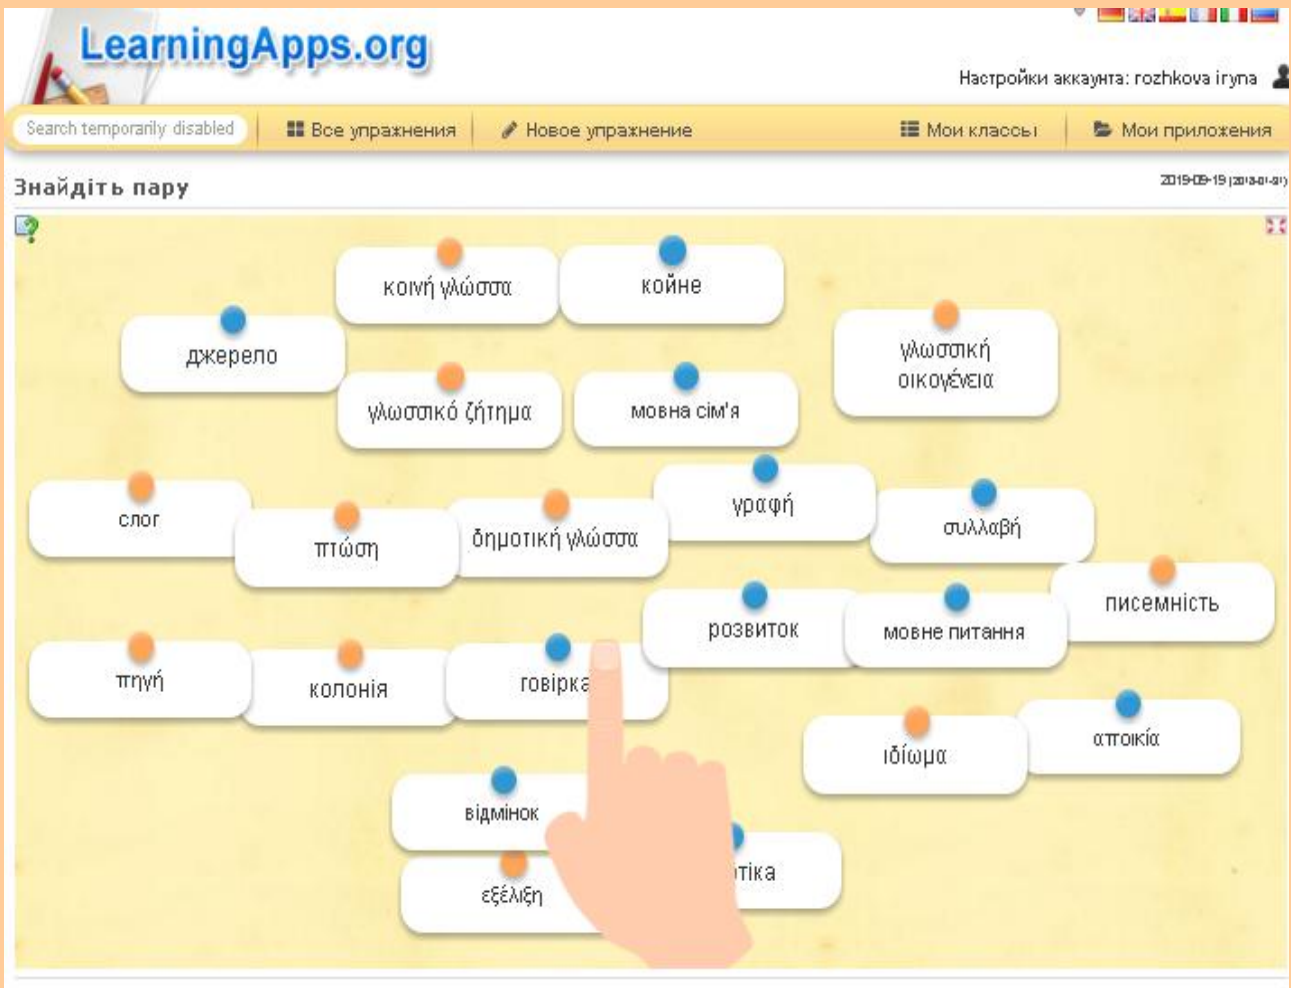 LearningApps.org
Настройки аккаунта: rozhkova iryna
Search temporarily disabled
Все упражнения
Новое упражнение
Мои классы
Мои приложения
Знайдіть пару
2019-09-19
κοινή γλώσσα
койне
джерело
γλωσσική
οικογένεια
γλωσσικό ζήτημα
мовна сім'я
слог
πτώση
δημοτική γλώσσα
γραφή
συλλαβή
писемність
розвиток
мовне питання
πηγή
колонія
говірка
ιδίωμα
αποικία
відмінок
εξέλιξη